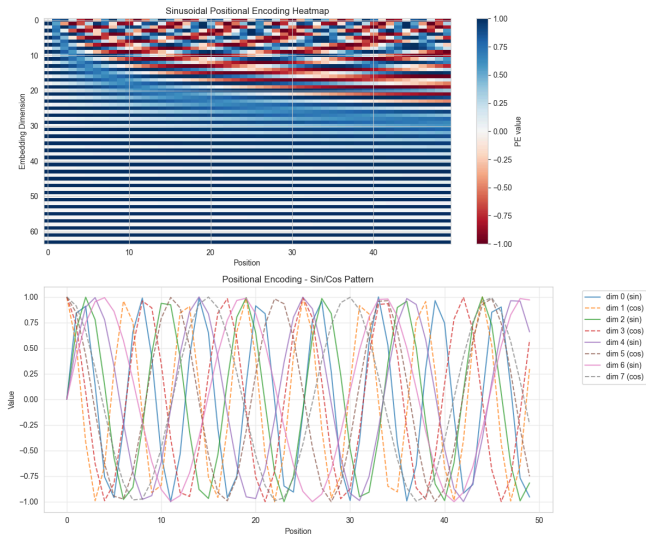 Sinusoidal Positional Encoding Heatmap
0
10
20
30
40
50
60
Embedding Dimension
0 10 20 30 40
Position
1.00
0.75
0.50
0.25
0.00
−0.25
−0.50
−0.75
−1.00
PE value
Positional Encoding - Sin/Cos Pattern
1.00
0.75
0.50
0.25
0.00
−0.25
−0.50
−0.75
−1.00
Value
0 10 20 30 40 50
Position
dim 0 (sin)
dim 1 (cos)
dim 2 (sin)
dim 3 (cos)
dim 4 (sin)
dim 5 (cos)
dim 6 (sin)
dim 7 (cos)